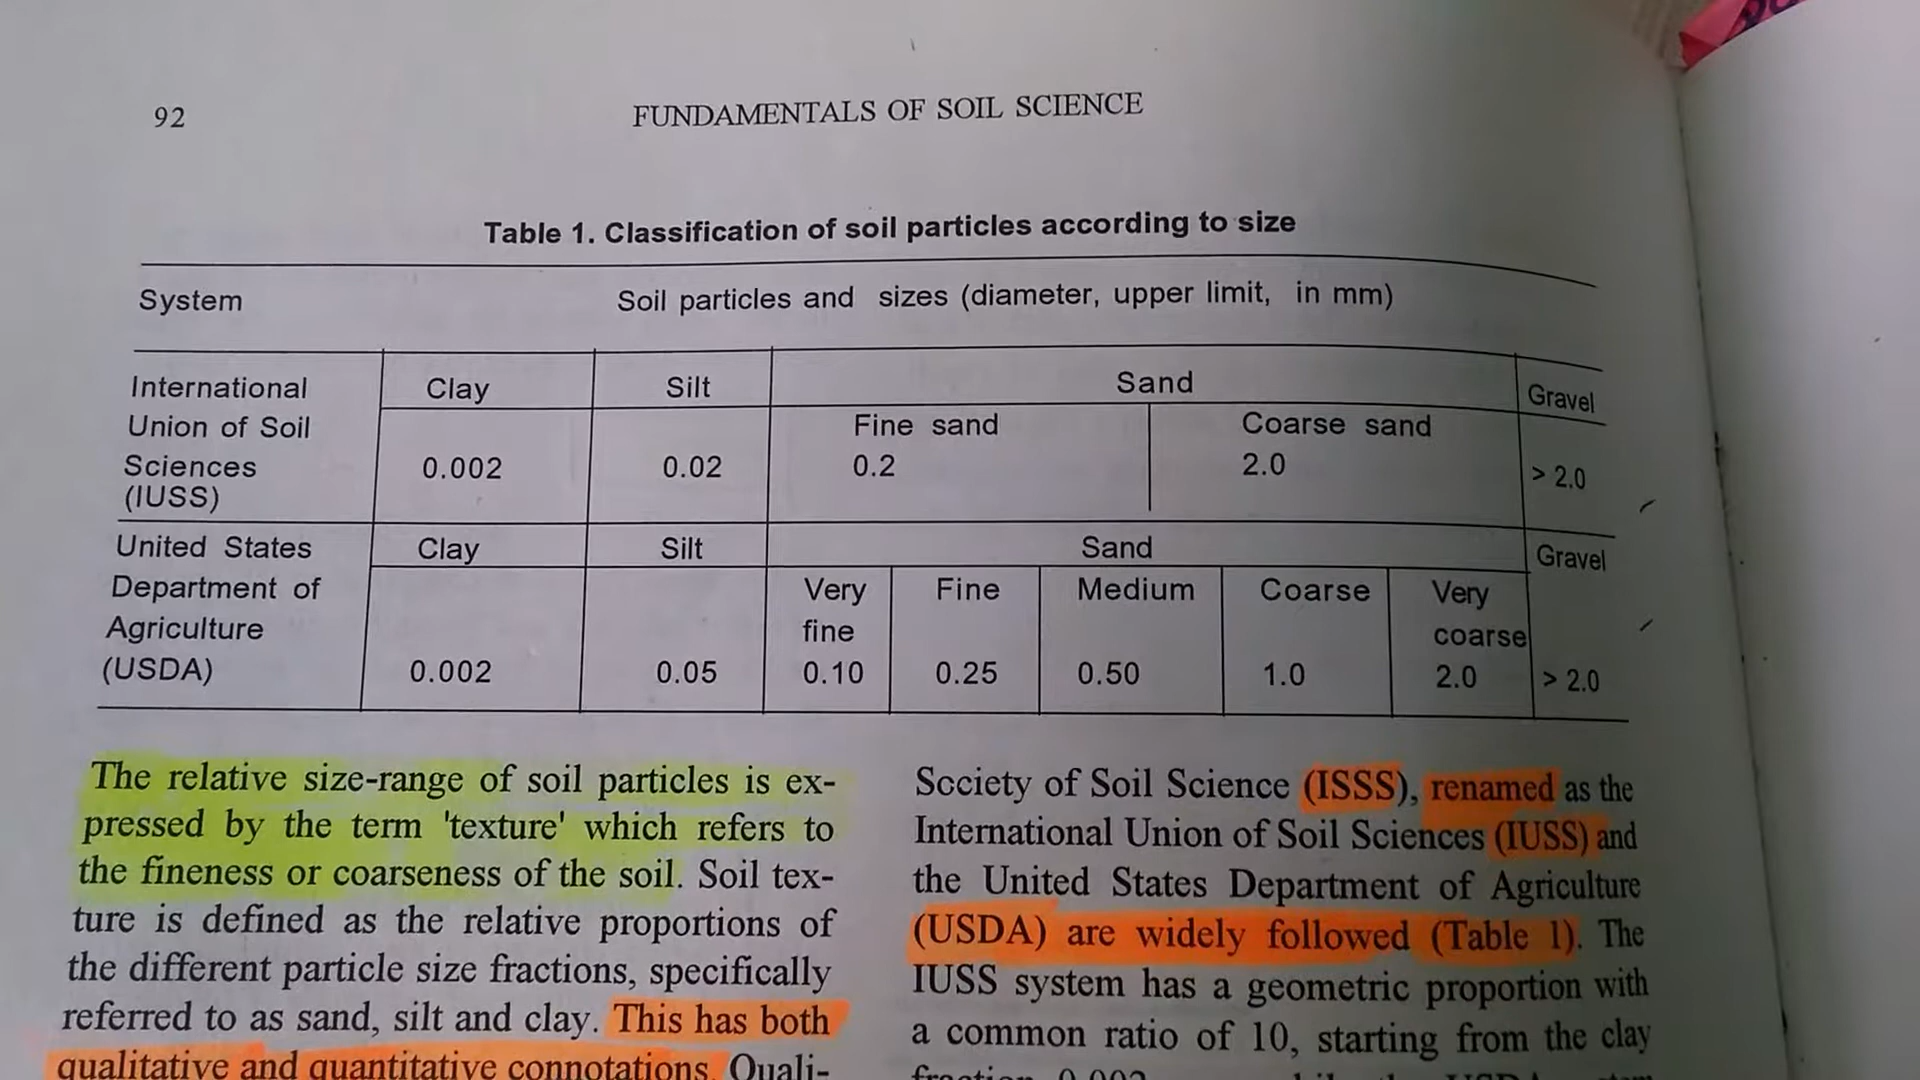 92
FUNDAMENTALS OF SOIL SCIENCE
Table 1. Classification of soil particles according to size
System Soil particles and sizes (diameter, upper limit, in mm)
International Clay Silt Sand Gravel
Union of Soil Fine sand Coarse sand
Sciences 0.002 0.02 0.2 2.0 > 2.0
(IUSS)
United States Clay Silt Sand Gravel
Department of Very Fine Medium Coarse Very
Agriculture fine coarse
(USDA) 0.002 0.05 0.10 0.25 0.50 1.0 2.0 > 2.0
The relative size-range of soil particles is ex-
pressed by the term 'texture' which refers to
the fineness or coarseness of the soil. Soil tex-
ture is defined as the relative proportions of
the different particle size fractions, specifically
referred to as sand, silt and clay. This has both
qualitative and quantitative connotations. Quali-
Society of Soil Science (ISSS), renamed as the
International Union of Soil Sciences (IUSS) and
the United States Department of Agriculture
(USDA) are widely followed (Table 1). The
IUSS system has a geometric proportion with
a common ratio of 10, starting from the clay